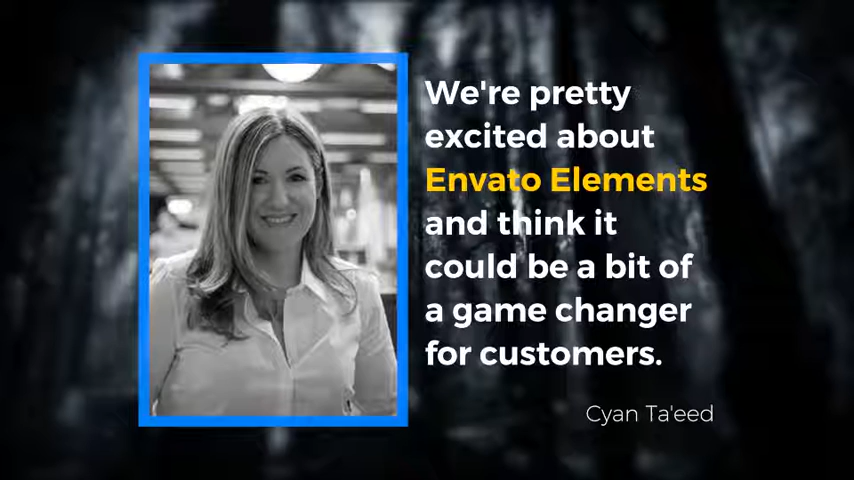 We're pretty
excited about
Envato Elements
and think it
could be a bit of
a game changer
for customers.
Cyan Ta'eed